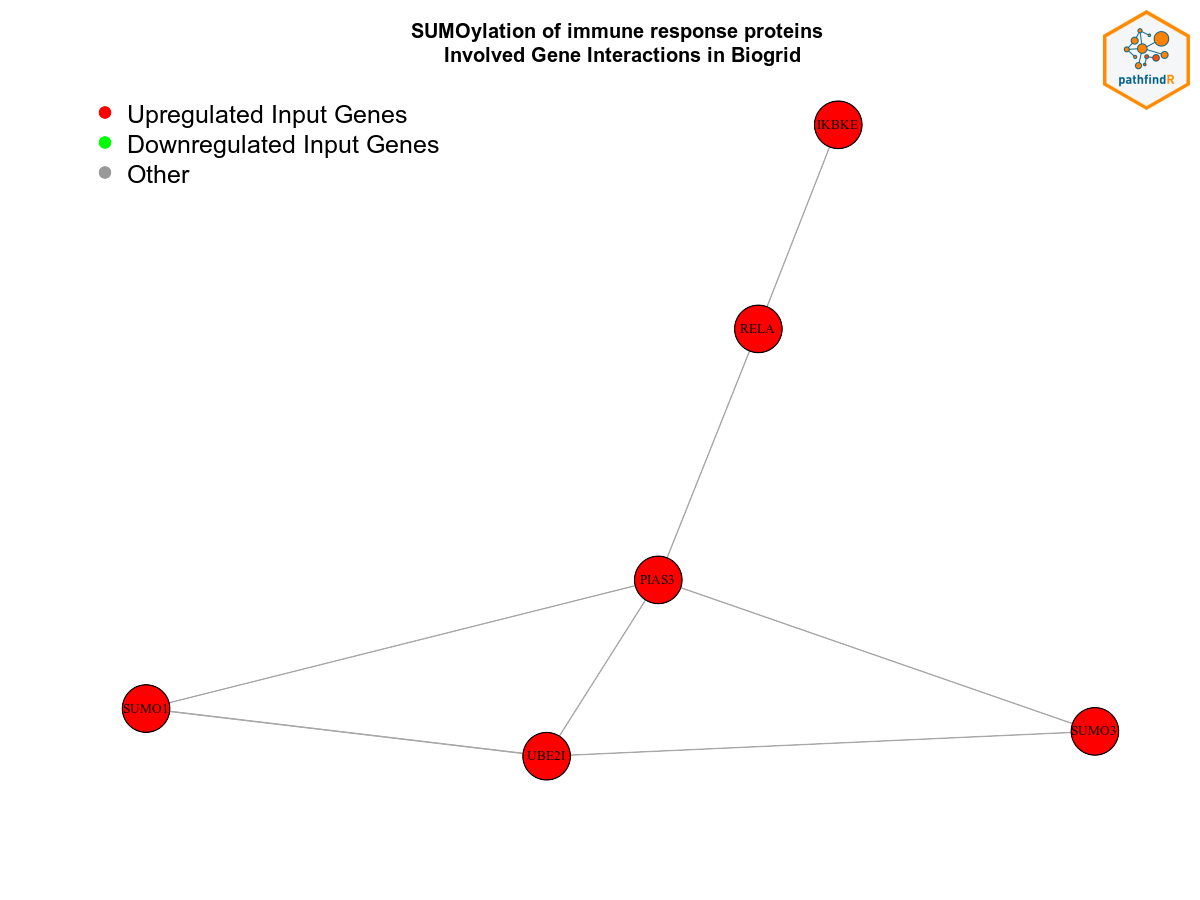 SUMOylation of immune response proteins
Involved Gene Interactions in Biogrid
pathfindR
Upregulated Input Genes
Downregulated Input Genes
Other
IKBKE
RELA
PIAS3
SUMO1
UBE2I
SUMO3